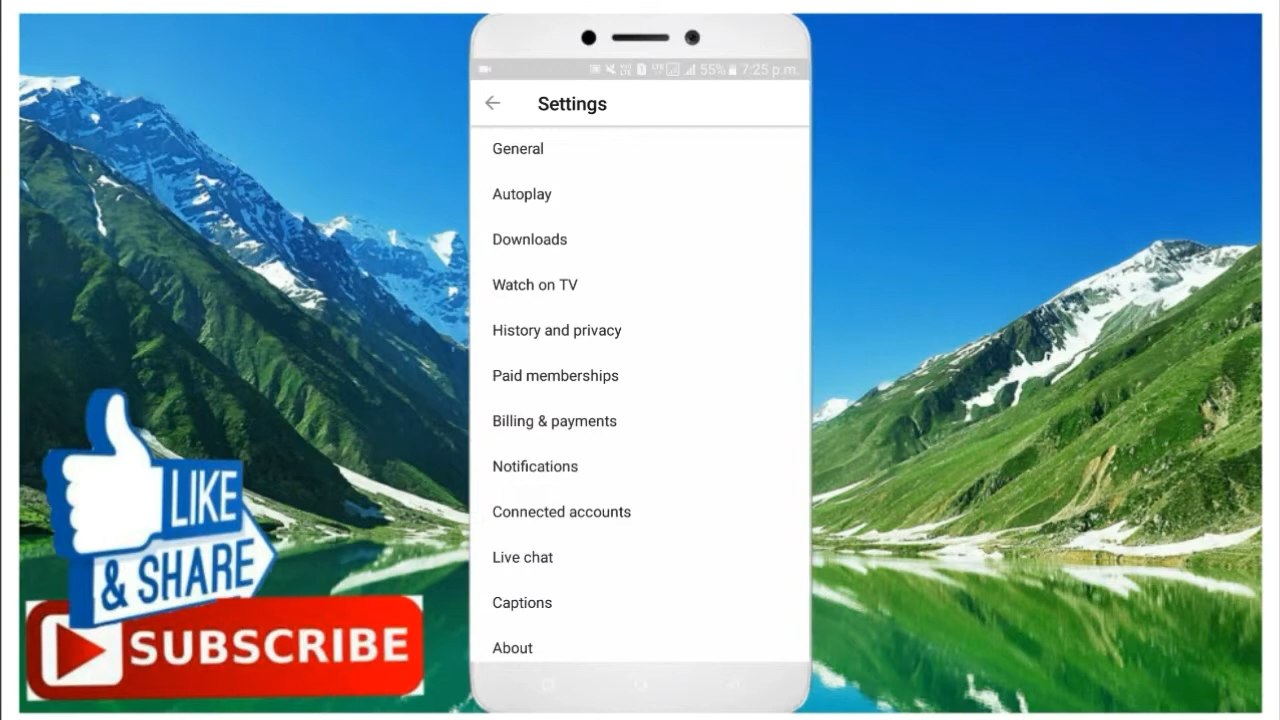 55% 7:25 p.m.
Settings
General
Autoplay
Downloads
Watch on TV
History and privacy
Paid memberships
Billing & payments
Notifications
Connected accounts
Live chat
Captions
About
LIKE
& SHARE
SUBSCRIBE